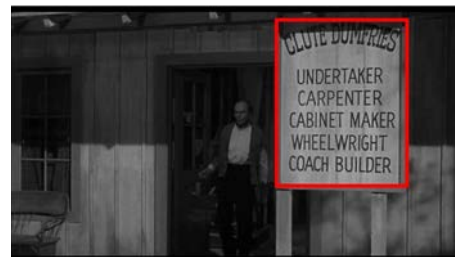 CLUTE DUMFRIES
UNDERTAKER
CARPENTER
CABINET MAKER
WHEELWRIGHT
COACH BUILDER